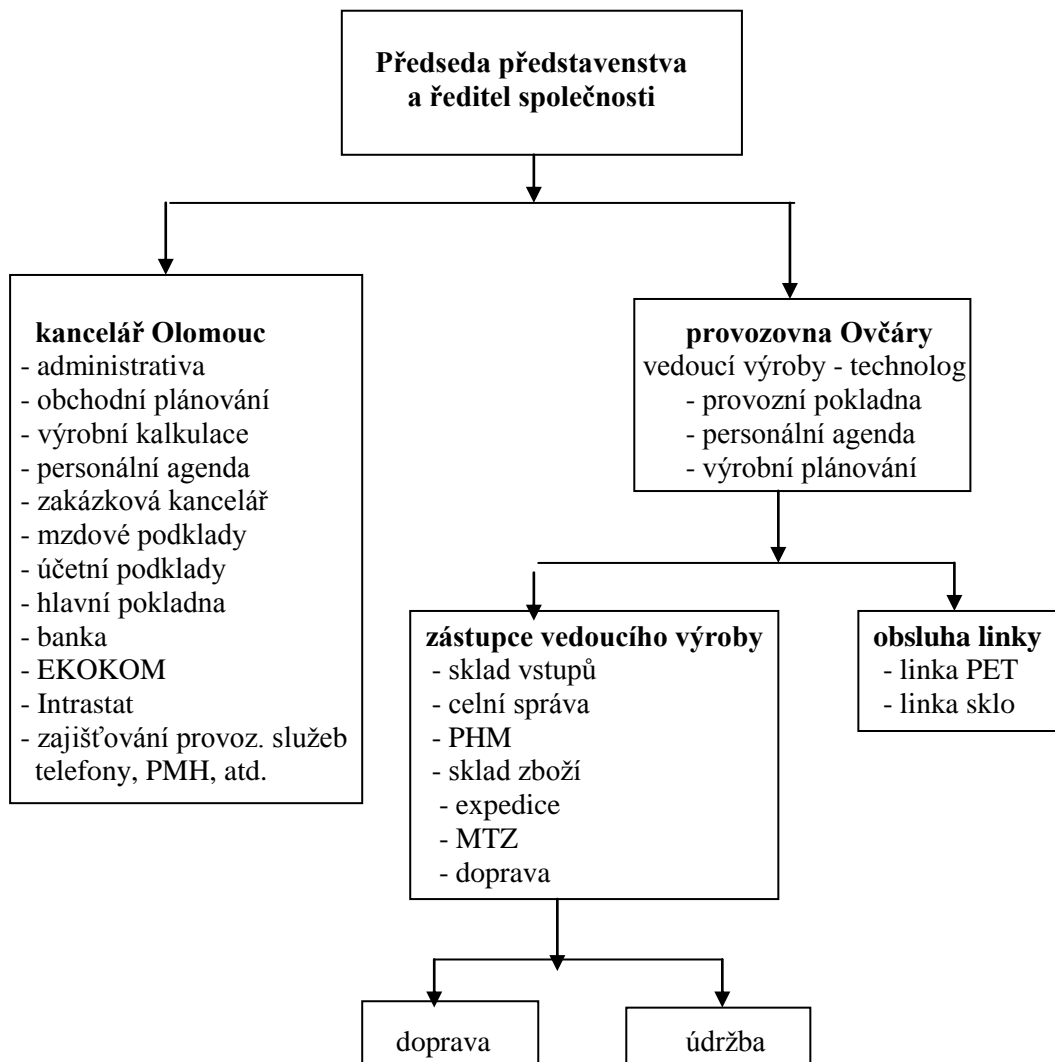 Předseda představenstva
a ředitel společnosti
kancelář Olomouc
- administrativa
- obchodní plánování
- výrobní kalkulace
- personální agenda
- zakázková kancelář
- mzdové podklady
- účetní podklady
- hlavní pokladna
- banka
- EKOKOM
- Intrastat
- zajišťování provoz. služeb
telefony, PMH, atd.
provozovna Ovčáry
vedoucí výroby - technolog
- provozní pokladna
- personální agenda
- výrobní plánování
zástupce vedoucího výroby
- sklad vstupů
- celní správa
- PHM
- sklad zboží
- expedice
- MTZ
- doprava
obsluha linky
- linka PET
- linka sklo
doprava
údržba